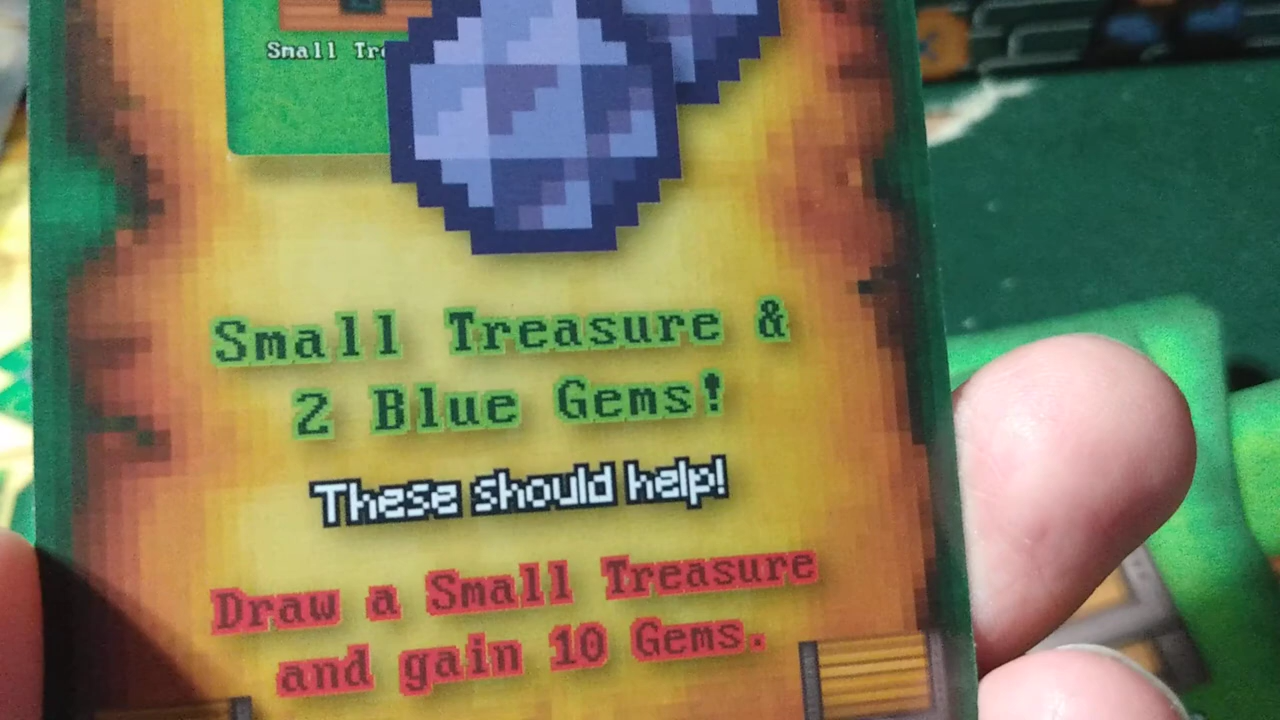 Small Tre
Small Treasure &
2 Blue Gems!
These should help!
Draw a Small Treasure
and gain 10 Gems.